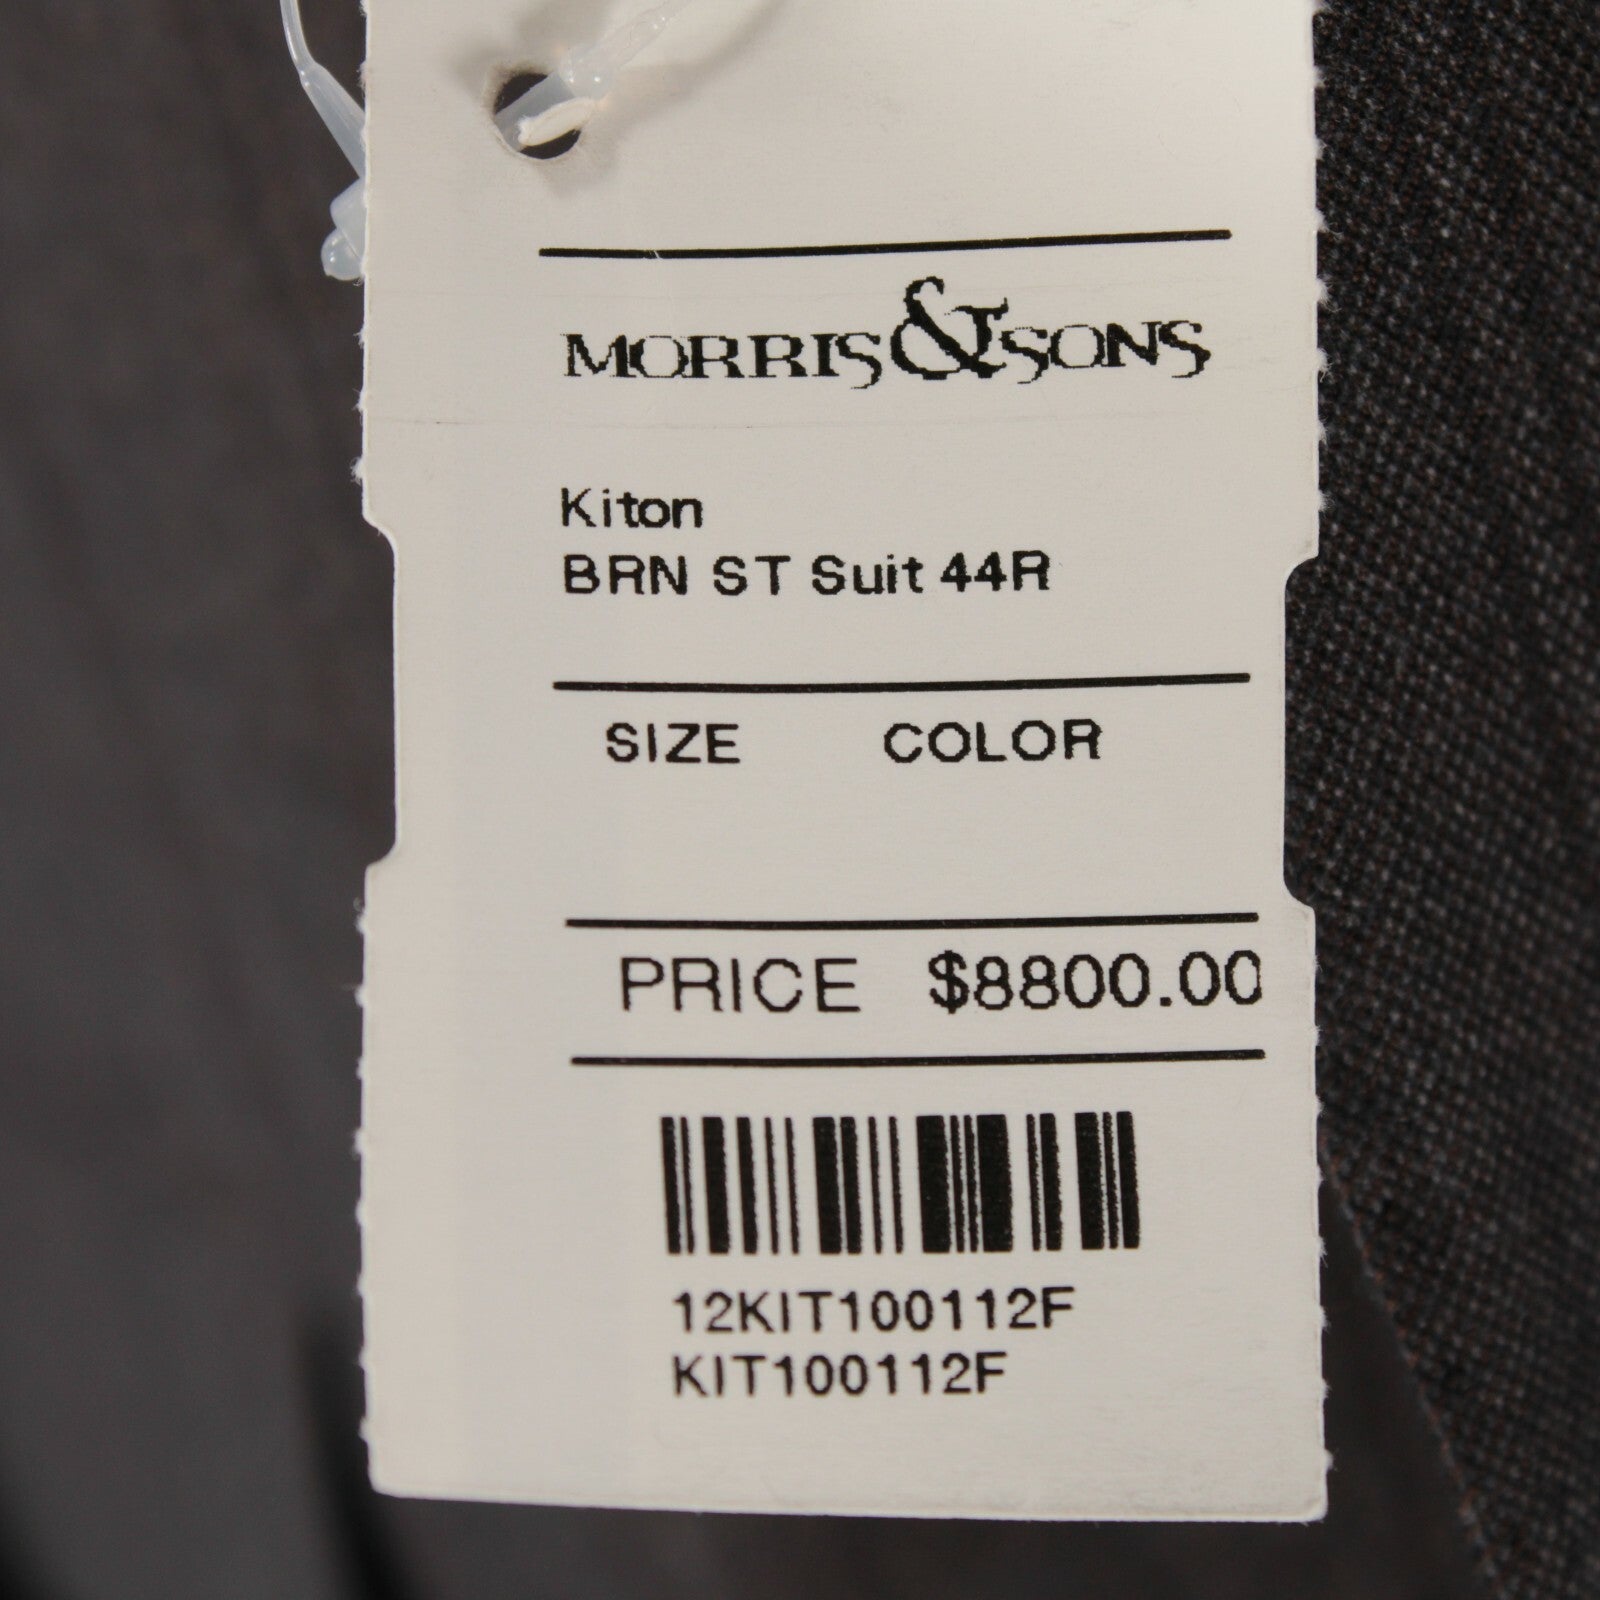 MORRIS&SONS
Kiton
BRN ST Suit 44R
SIZE COLOR
PRICE $8800.00
12KIT100112F
KIT100112F